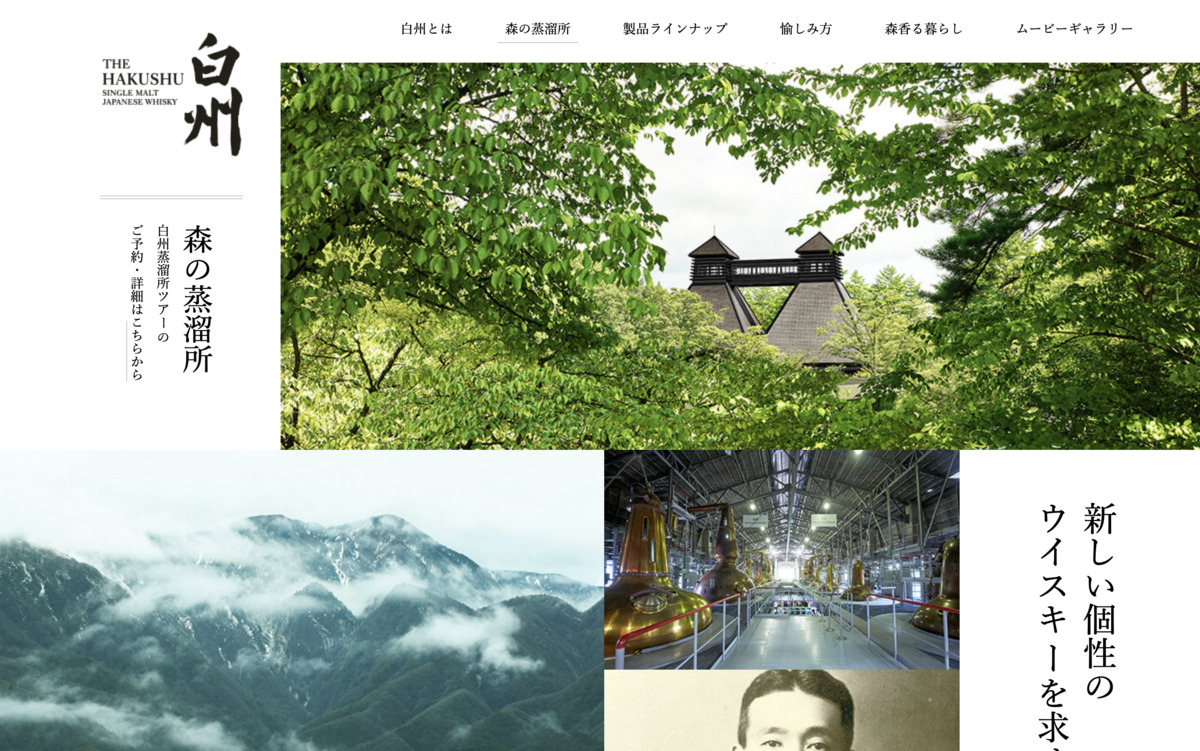 白州とは
森の蒸溜所
製品ラインナップ
愉しみ方
森香る暮らし
ムービーギャラリー
白州
THE
HAKUSHU
SINGLE MALT
JAPANESE WHISKY
森の蒸溜所
白州蒸溜所ツアーの
ご予約・詳細はこちらから
新しい個性の
ウイスキーを求